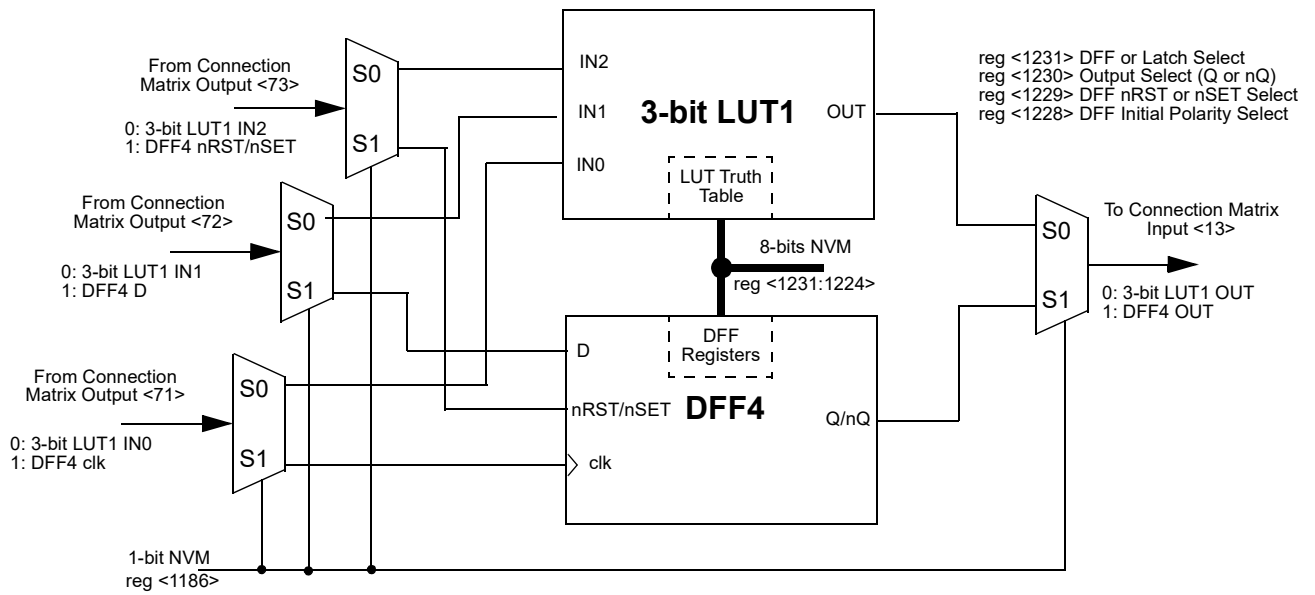 From Connection
Matrix Output <73>
0: 3-bit LUT1 IN2
1: DFF4 nRST/nSET
S0
S1
From Connection
Matrix Output <72>
0: 3-bit LUT1 IN1
1: DFF4 D
S0
S1
From Connection
Matrix Output <71>
0: 3-bit LUT1 IN0
1: DFF4 clk
S0
S1
1-bit NVM
reg <1186>
IN2
IN1
IN0
3-bit LUT1
OUT
LUT Truth
Table
8-bits NVM
reg <1231:1224>
DFF
Registers
D
nRST/nSET
clk
DFF4
Q/nQ
reg <1231> DFF or Latch Select
reg <1230> Output Select (Q or nQ)
reg <1229> DFF nRST or nSET Select
reg <1228> DFF Initial Polarity Select
S0
S1
To Connection Matrix
Input <13>
0: 3-bit LUT1 OUT
1: DFF4 OUT